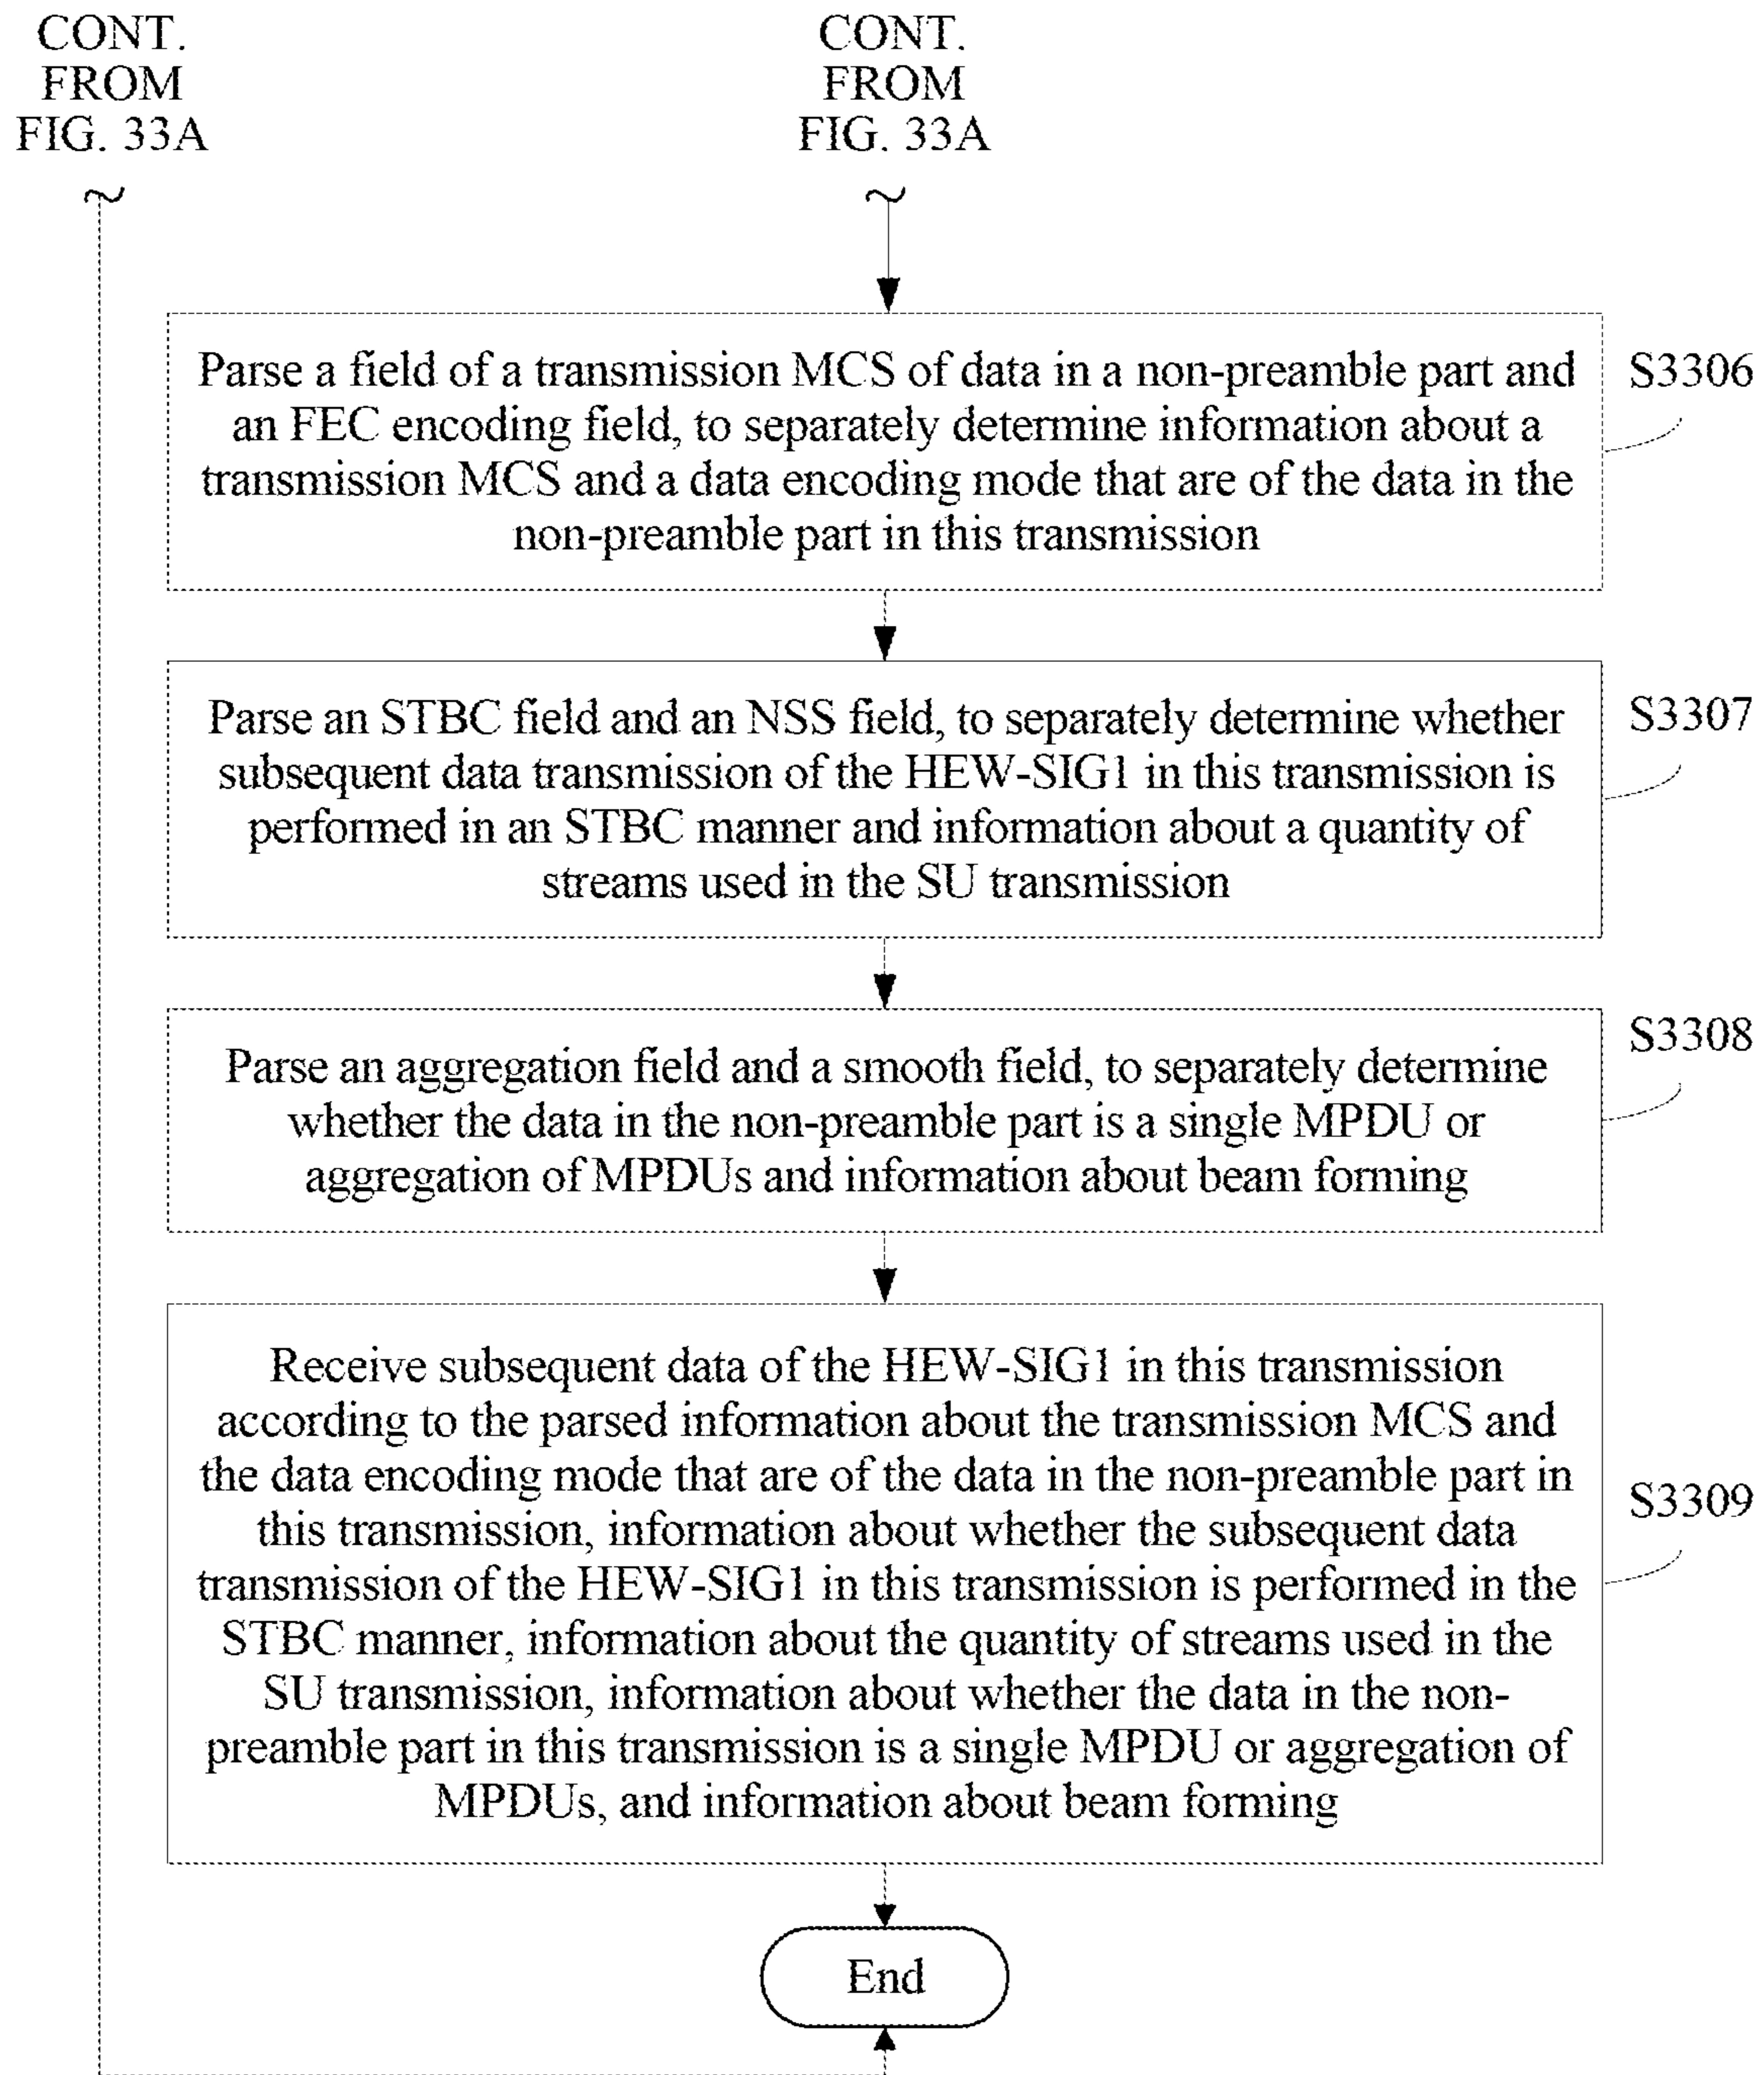 CONT.
FROM
FIG. 33A
CONT.
FROM
FIG. 33A
Parse a field of a transmission MCS of data in a non-preamble part and
an FEC encoding field, to separately determine information about a
transmission MCS and a data encoding mode that are of the data in the
non-preamble part in this transmission
S3306
Parse an STBC field and an NSS field, to separately determine whether
subsequent data transmission of the HEW-SIG1 in this transmission is
performed in an STBC manner and information about a quantity of
streams used in the SU transmission
S3307
Parse an aggregation field and a smooth field, to separately determine
whether the data in the non-preamble part is a single MPDU or
aggregation of MPDUs and information about beam forming
S3308
Receive subsequent data of the HEW-SIG1 in this transmission
according to the parsed information about the transmission MCS and
the data encoding mode that are of the data in the non-preamble part in
this transmission, information about whether the subsequent data
transmission of the HEW-SIG1 in this transmission is performed in the
STBC manner, information about the quantity of streams used in the
SU transmission, information about whether the data in the non-
preamble part in this transmission is a single MPDU or aggregation of
MPDUs, and information about beam forming
S3309
End